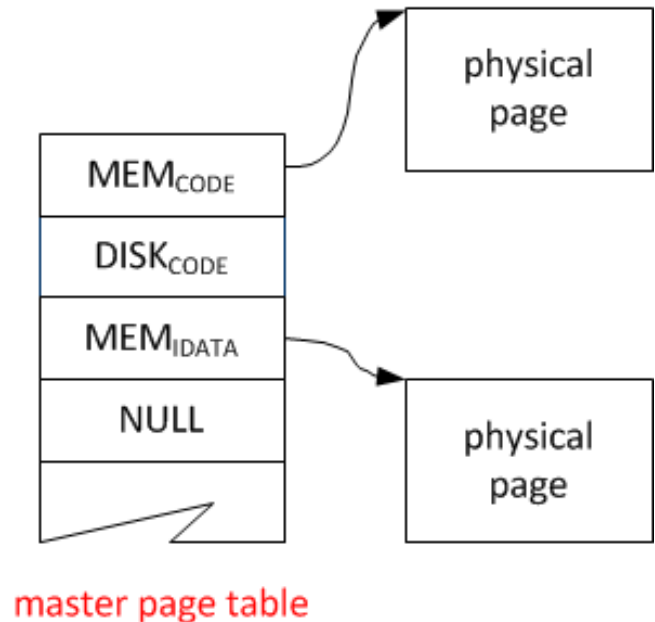 physical
page
MEMCODE
DISKCODE
MEMIDATA
NULL
physical
page
master page table